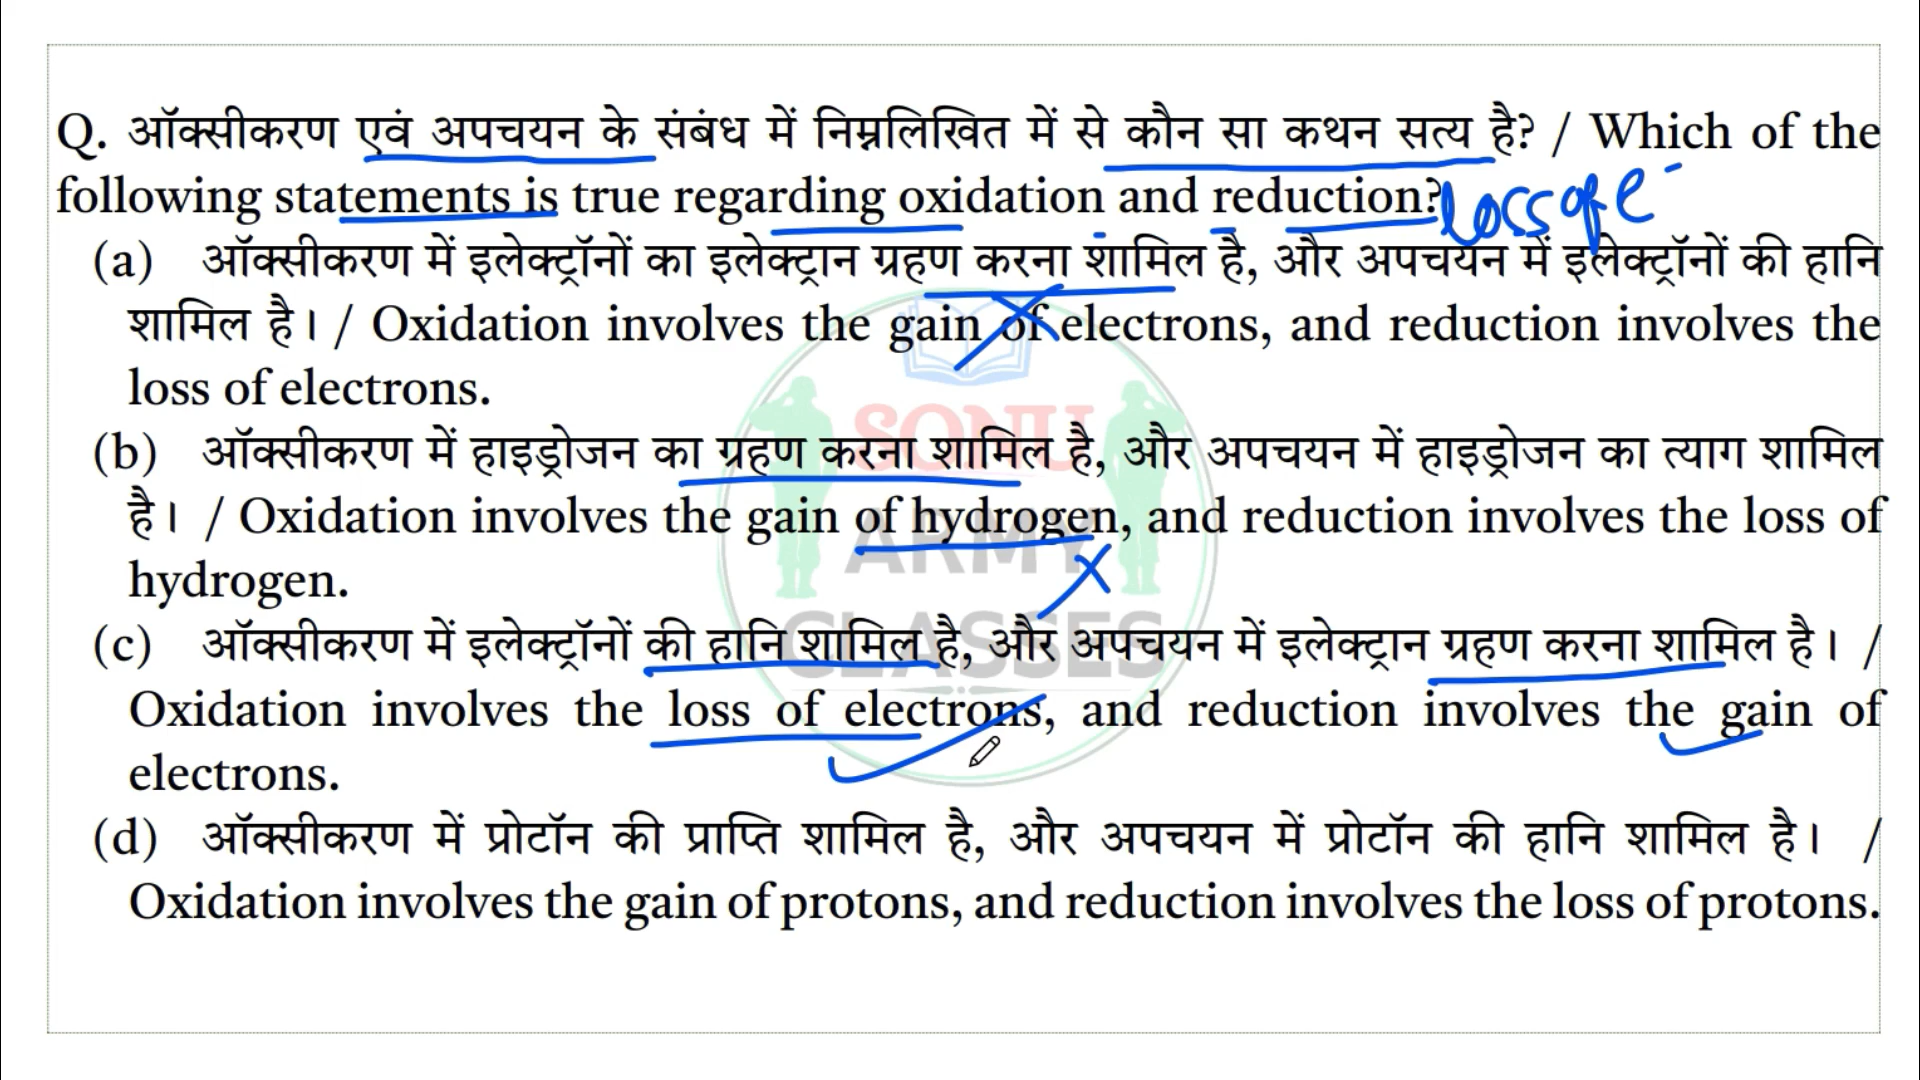 Q. ऑक्सीकरण एवं अपचयन के संबंध में निम्नलिखित में से कौन सा कथन सत्य है? / Which of the
following statements is true regarding oxidation and reduction? Loss of e⁻
(a) ऑक्सीकरण में इलेक्ट्रॉनों का इलेक्ट्रान ग्रहण करना शामिल है, और अपचयन में इलेक्ट्रॉनों की हानि
शामिल है। / Oxidation involves the gain of electrons, and reduction involves the
loss of electrons.
(b) ऑक्सीकरण में हाइड्रोजन का ग्रहण करना शामिल है, और अपचयन में हाइड्रोजन का त्याग शामिल
है। / Oxidation involves the gain of hydrogen, and reduction involves the loss of
hydrogen.
(c) ऑक्सीकरण में इलेक्ट्रॉनों की हानि शामिल है, और अपचयन में इलेक्ट्रान ग्रहण करना शामिल है। /
Oxidation involves the loss of electrons, and reduction involves the gain of
electrons.
(d) ऑक्सीकरण में प्रोटॉन की प्राप्ति शामिल है, और अपचयन में प्रोटॉन की हानि शामिल है। /
Oxidation involves the gain of protons, and reduction involves the loss of protons.
SONU
ARMY
CLASSES